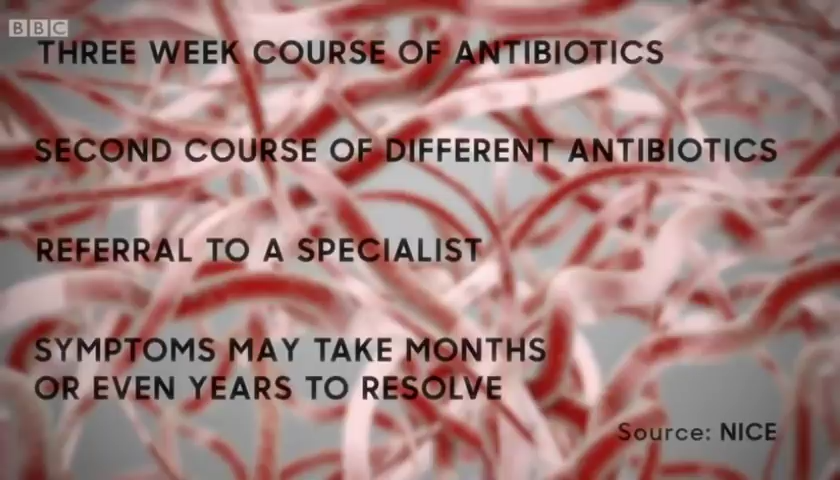 BBC
THREE WEEK COURSE OF ANTIBIOTICS
SECOND COURSE OF DIFFERENT ANTIBIOTICS
REFERRAL TO A SPECIALIST
SYMPTOMS MAY TAKE MONTHS
OR EVEN YEARS TO RESOLVE
Source: NICE